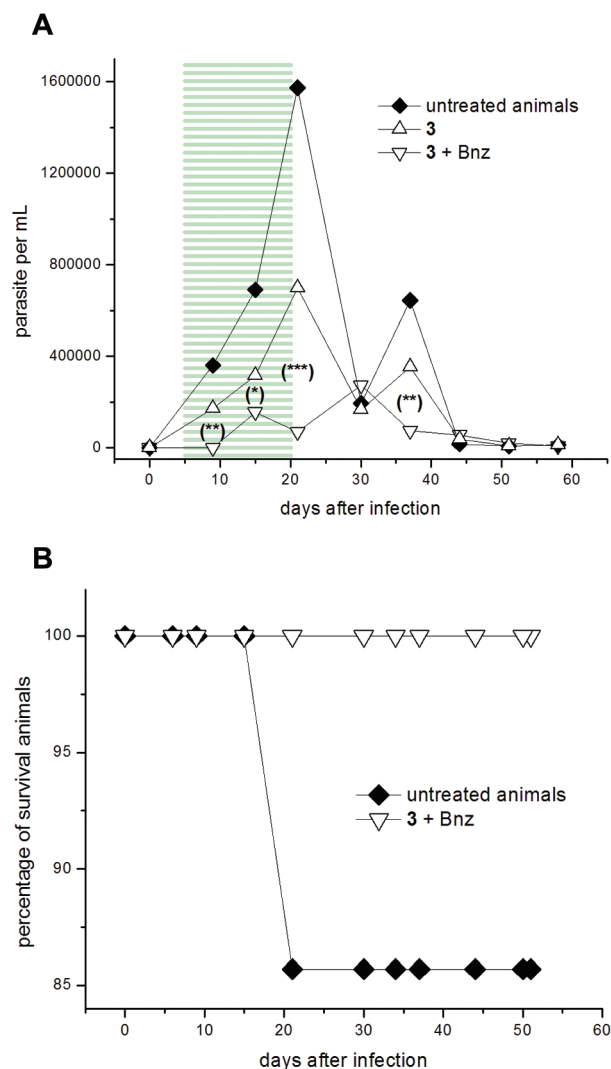 A
1600000
1200000
800000
400000
0
parasite per mL
untreated animals
3
3 + Bnz
(***)
(*)
(**)
(**)
0 10 20 30 40 50 60
days after infection
B
100
95
90
85
percentage of survival animals
untreated animals
3 + Bnz
0 10 20 30 40 50 60
days after infection